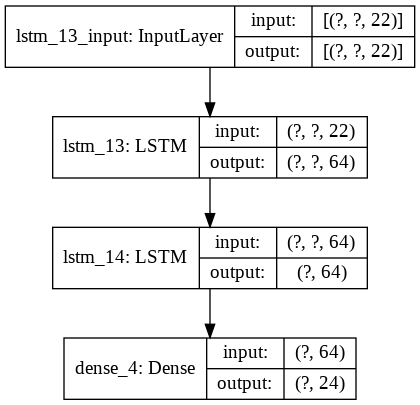 lstm_13_input: InputLayer
input:
[(?, ?, 22)]
output:
[(?, ?, 22)]
lstm_13: LSTM
input:
(?, ?, 22)
output:
(?, ?, 64)
lstm_14: LSTM
input:
(?, ?, 64)
output:
(?, 64)
dense_4: Dense
input:
(?, 64)
output:
(?, 24)